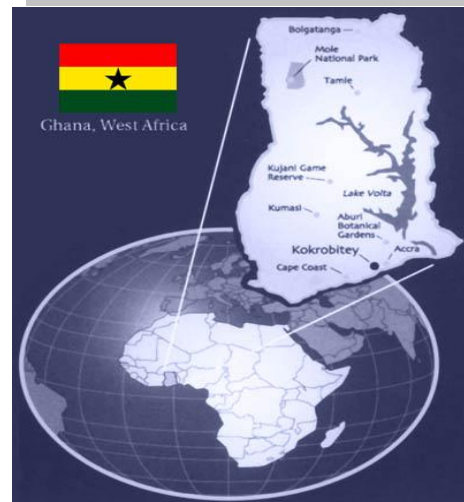 Bolgatanga
Mole
National Park
Tamle
Ghana, West Africa
Kujani Game
Reserve
Lake Volta
Kumasi
Aburi
Botanical
Gardens
Kokrobitey
Accra
Cape Coast